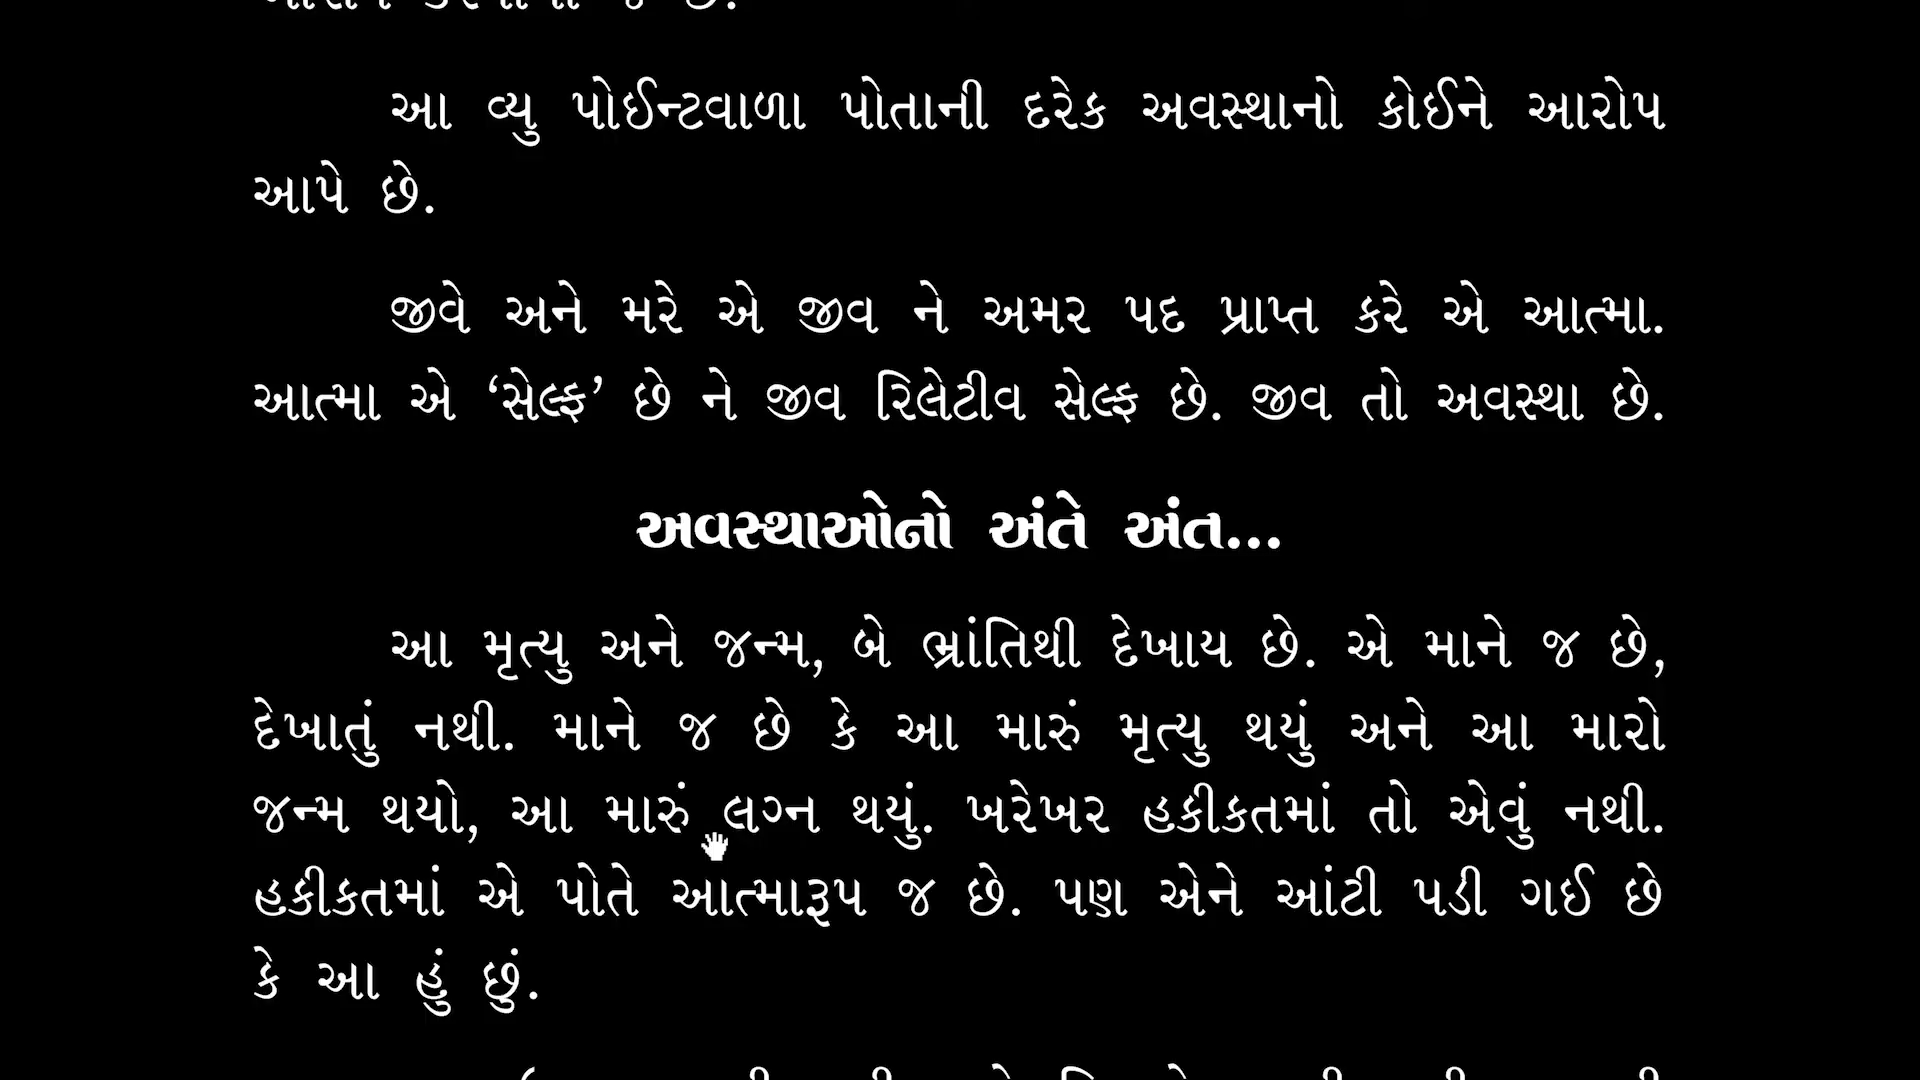 આ વ્યુ પોઈન્ટવાળા પોતાની દરેક અવસ્થાનો કોઈને આરોપ
આપે છે.
જીવે અને મરે એ જીવ ને અમર પદ પ્રાપ્ત કરે એ આત્મા.
આત્મા એ ‘સેલ્ફ’ છે ને જીવ રિલેટીવ સેલ્ફ છે. જીવ તો અવસ્થા છે.
અવસ્થાઓનો અંતે અંત...
આ મૃત્યુ અને જન્મ, બે ભ્રાંતિથી દેખાય છે. એ માને જ છે,
દેખાતું નથી. માને જ છે કે આ મારું મૃત્યુ થયું અને આ મારો
જન્મ થયો, આ મારું લગ્ન થયું. ખરેખર હકીકતમાં તો એવું નથી.
હકીકતમાં એ પોતે આત્મારૂપ જ છે. પણ એને આંટી પડી ગઈ છે
કે આ હું છું.